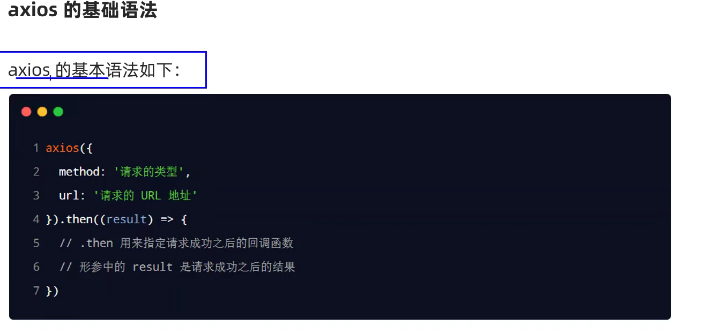 axios 的基础语法
axios 的基本语法如下：
1 axios({
2 method: '请求的类型',
3 url: '请求的 URL 地址'
4 }).then((result) => {
5 // .then 用来指定请求成功之后的回调函数
6 // 形参中的 result 是请求成功之后的结果
7 })